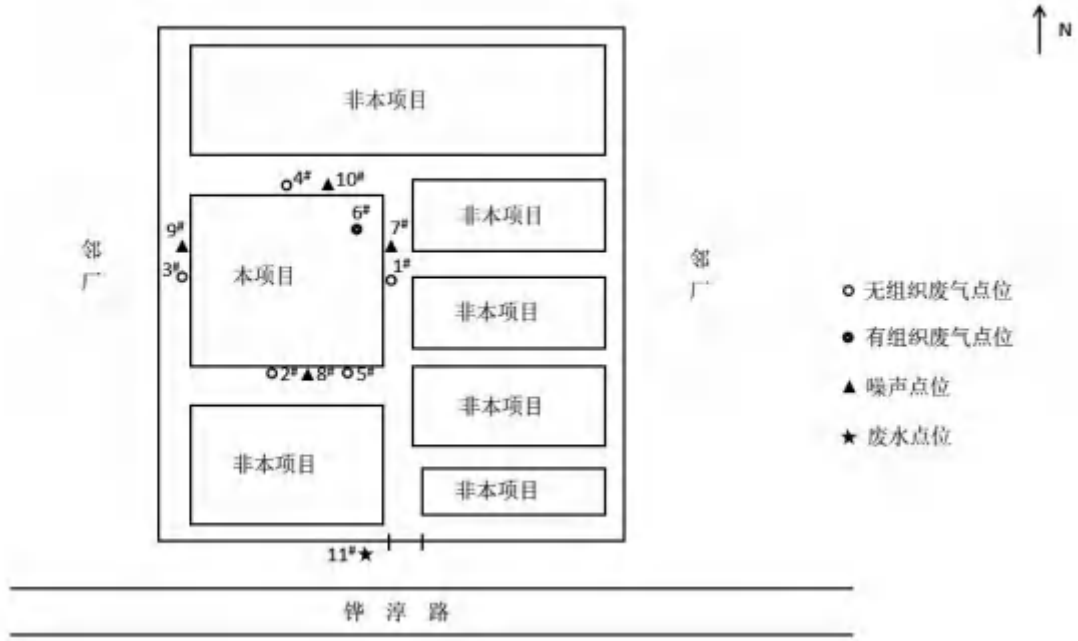 N
非本项目
4# 10#
6#
9# 7#
非本项目
邻厂
3# 1#
本项目
邻厂
无组织废气点位
非本项目
有组织废气点位
2# 8# 5#
噪声点位
非本项目
废水点位
非本项目
非本项目
11#
铧淳路